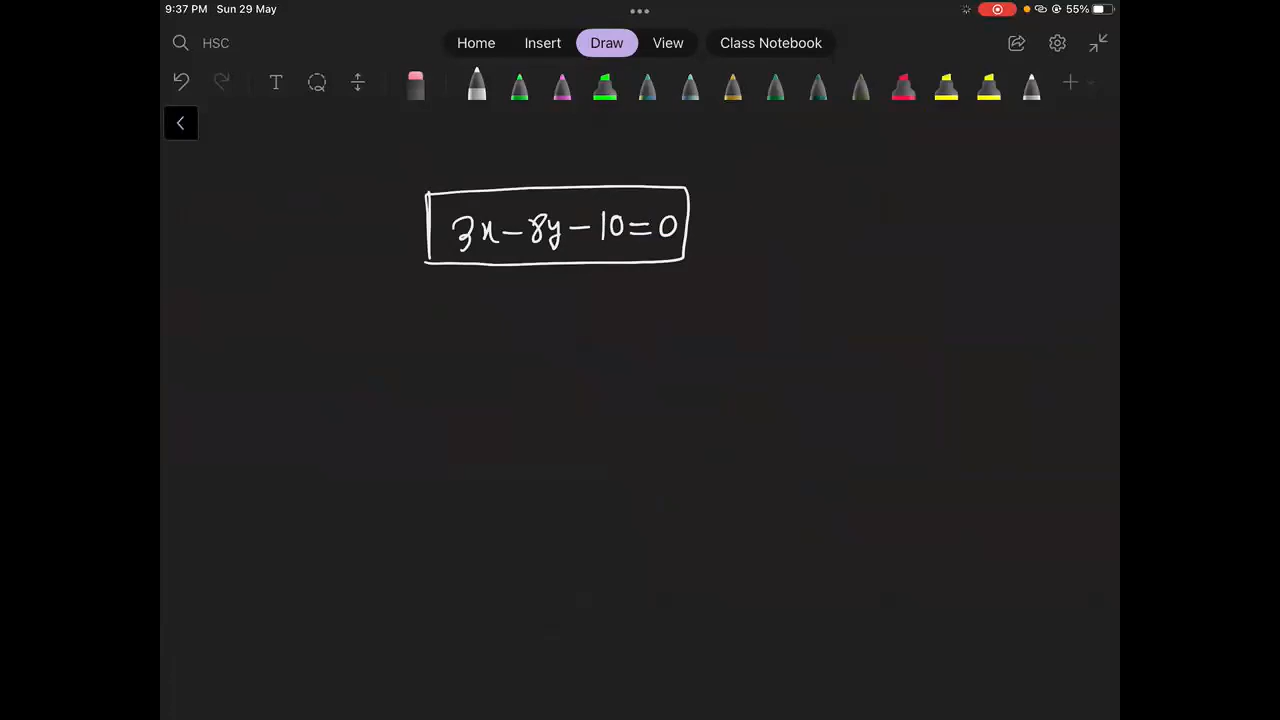 9:37 PM Sun 29 May 55%
HSC Home Insert Draw View Class Notebook
T
3x-8y-10=0